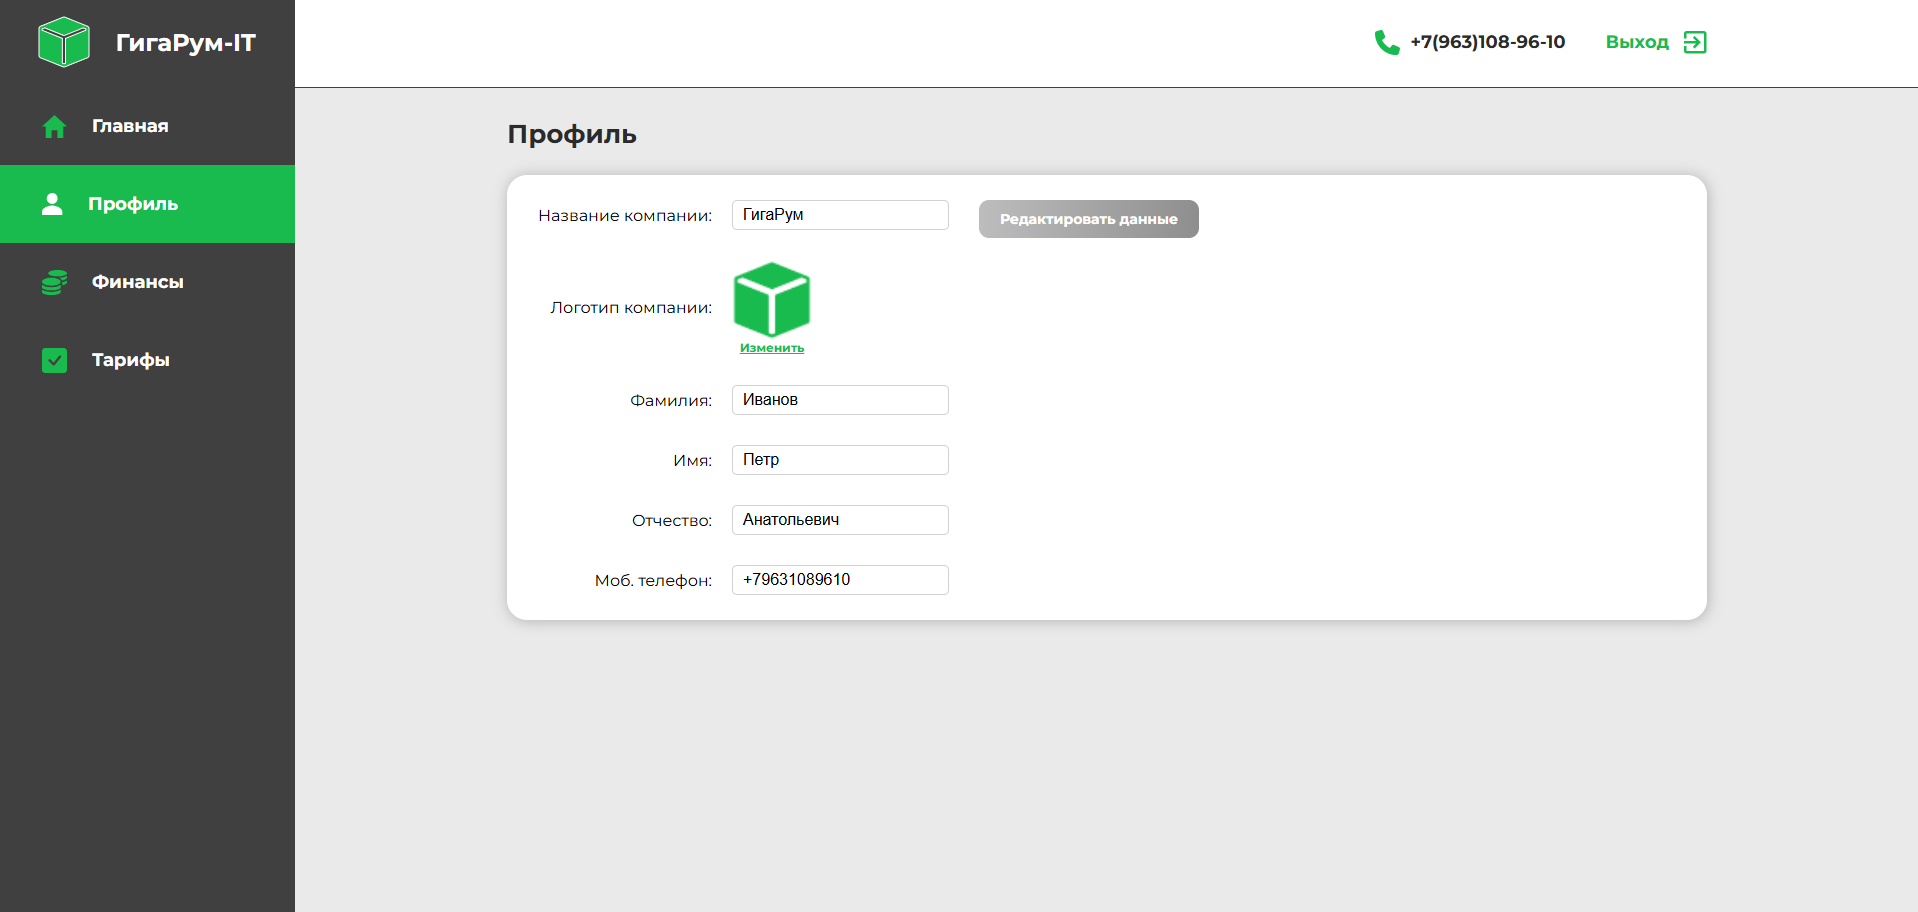 ГигаРум-IT
+7(963)108-96-10
Выход
Главная
Профиль
Финансы
Тарифы
Профиль
Название компании: ГигаРум
Редактировать данные
Логотип компании:
Изменить
Фамилия: Иванов
Имя: Петр
Отчество: Анатольевич
Моб. телефон: +79631089610